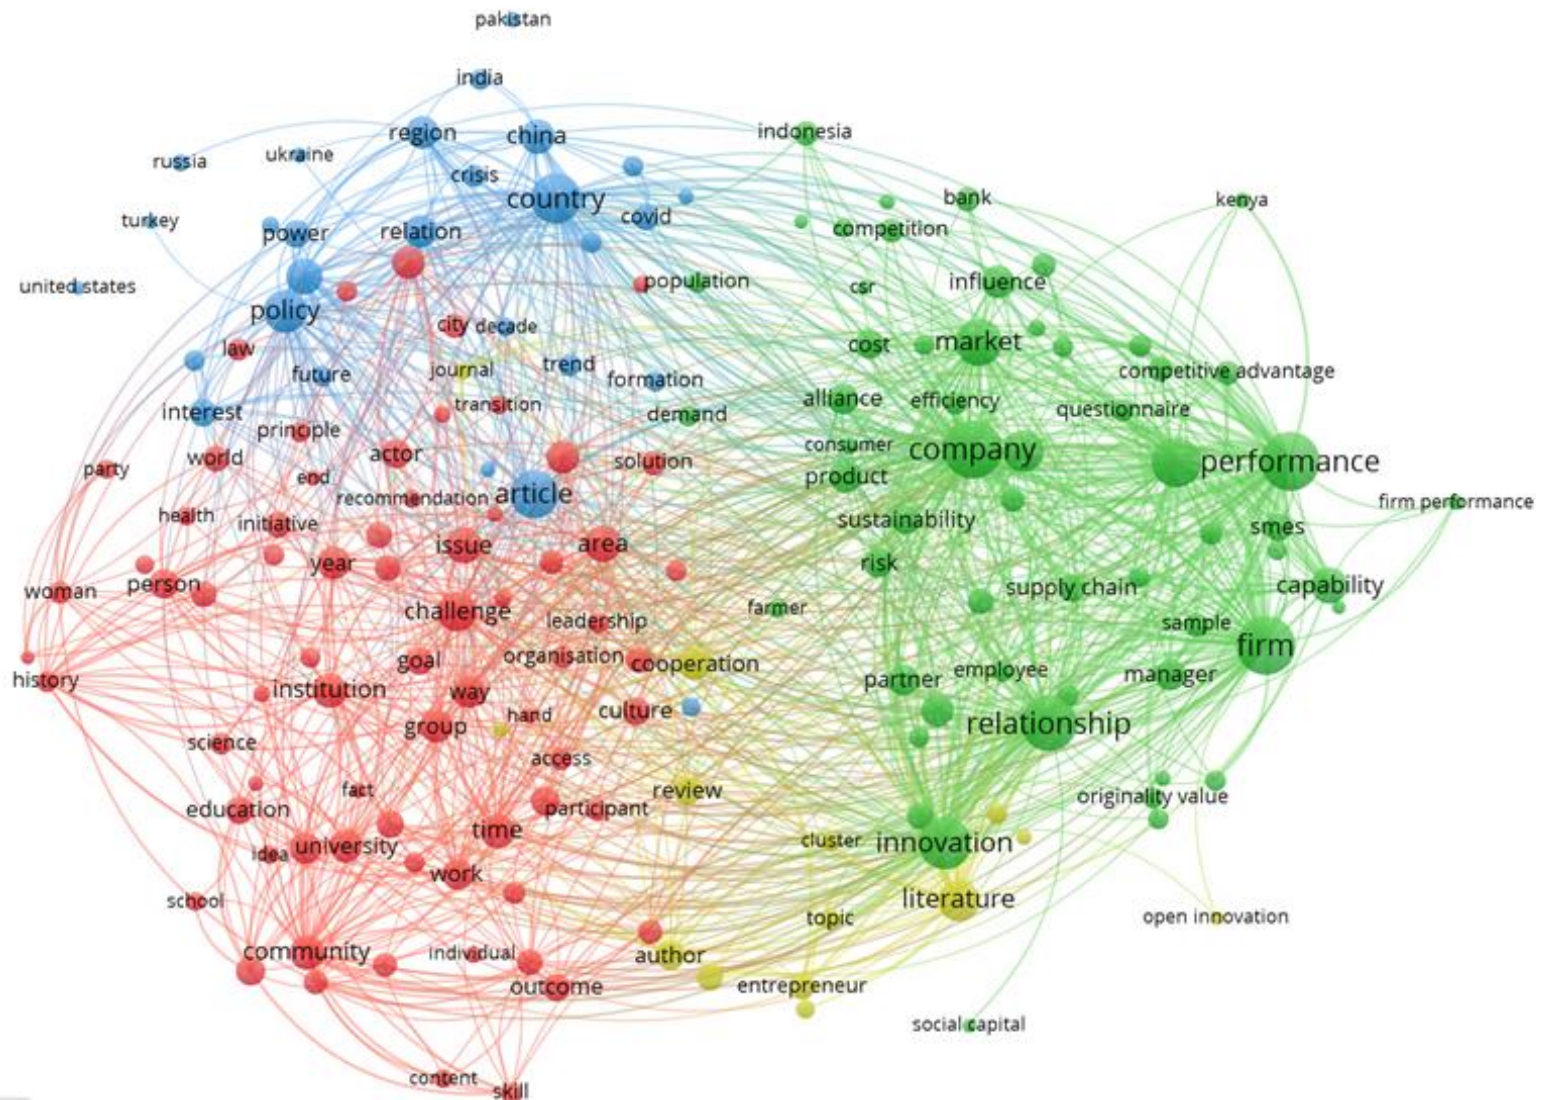 pakistan
india
region
china
indonesia
russia
ukraine
crisis
country
bank
kenya
turkey
power
relation
covid
competition
united states
population
csr
influence
policy
city
decade
law
cost
market
future
journal
trend
formation
competitive advantage
interest
transition
demand
alliance
efficiency
questionnaire
principle
party
world
actor
solution
consumer
company
performance
end
recommendation
article
product
firm performance
health
initiative
sustainability
smes
issue
area
year
risk
woman
person
supply chain
capability
challenge
leadership
farmer
sample
firm
history
goal
organisation
cooperation
partner
employee
manager
institution
way
group
hand
culture
relationship
science
access
education
fact
participant
review
originality value
idea
university
time
cluster
innovation
work
school
literature
topic
open innovation
community
individual
author
outcome
entrepreneur
social capital
content
skill